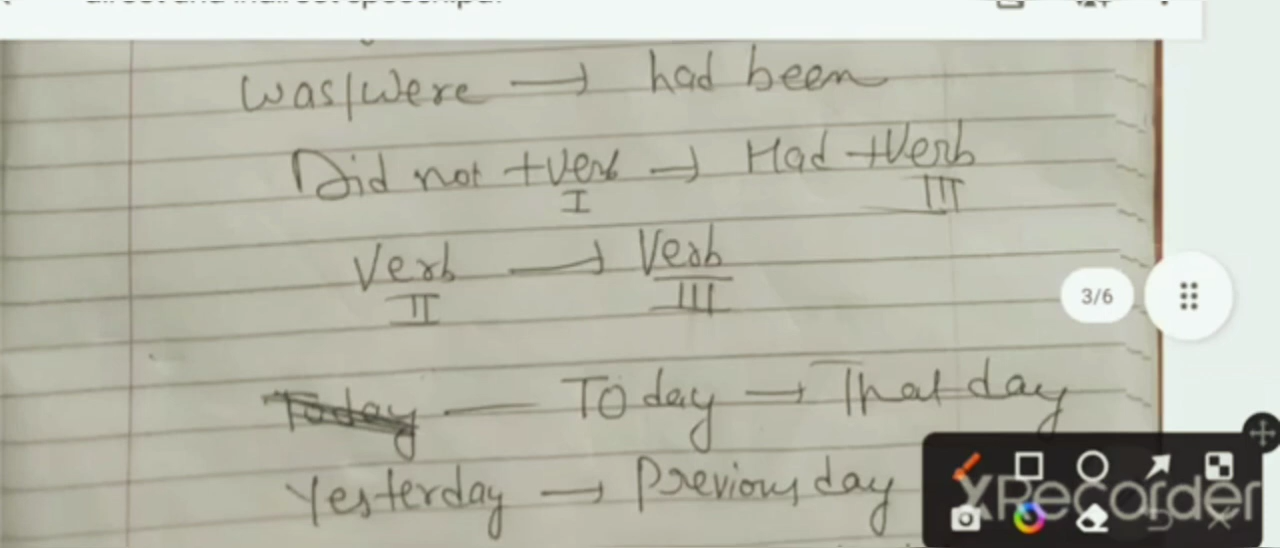 was/were → had been
Did not +verb → Had +Verb
I III
Verb → Verb
II III
Today — Today → That day
Yesterday → Previous day
3/6
XRecorder